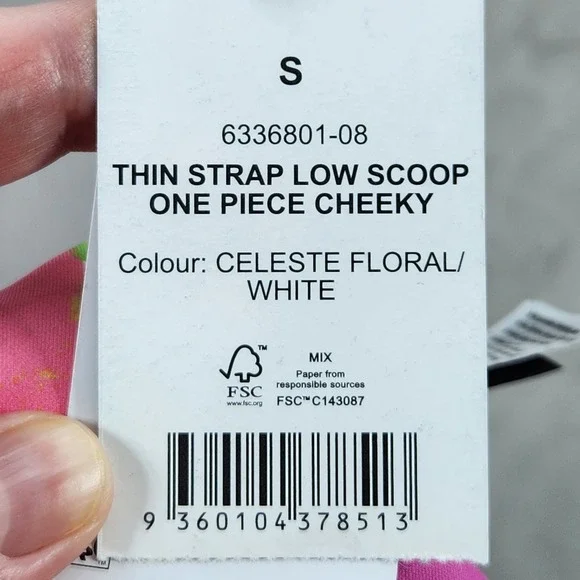 S
6336801-08
THIN STRAP LOW SCOOP
ONE PIECE CHEEKY
Colour: CELESTE FLORAL/
WHITE
FSC™
www.fsc.org
MIX
Paper from
responsible sources
FSC™ C143087
9 360104 378513